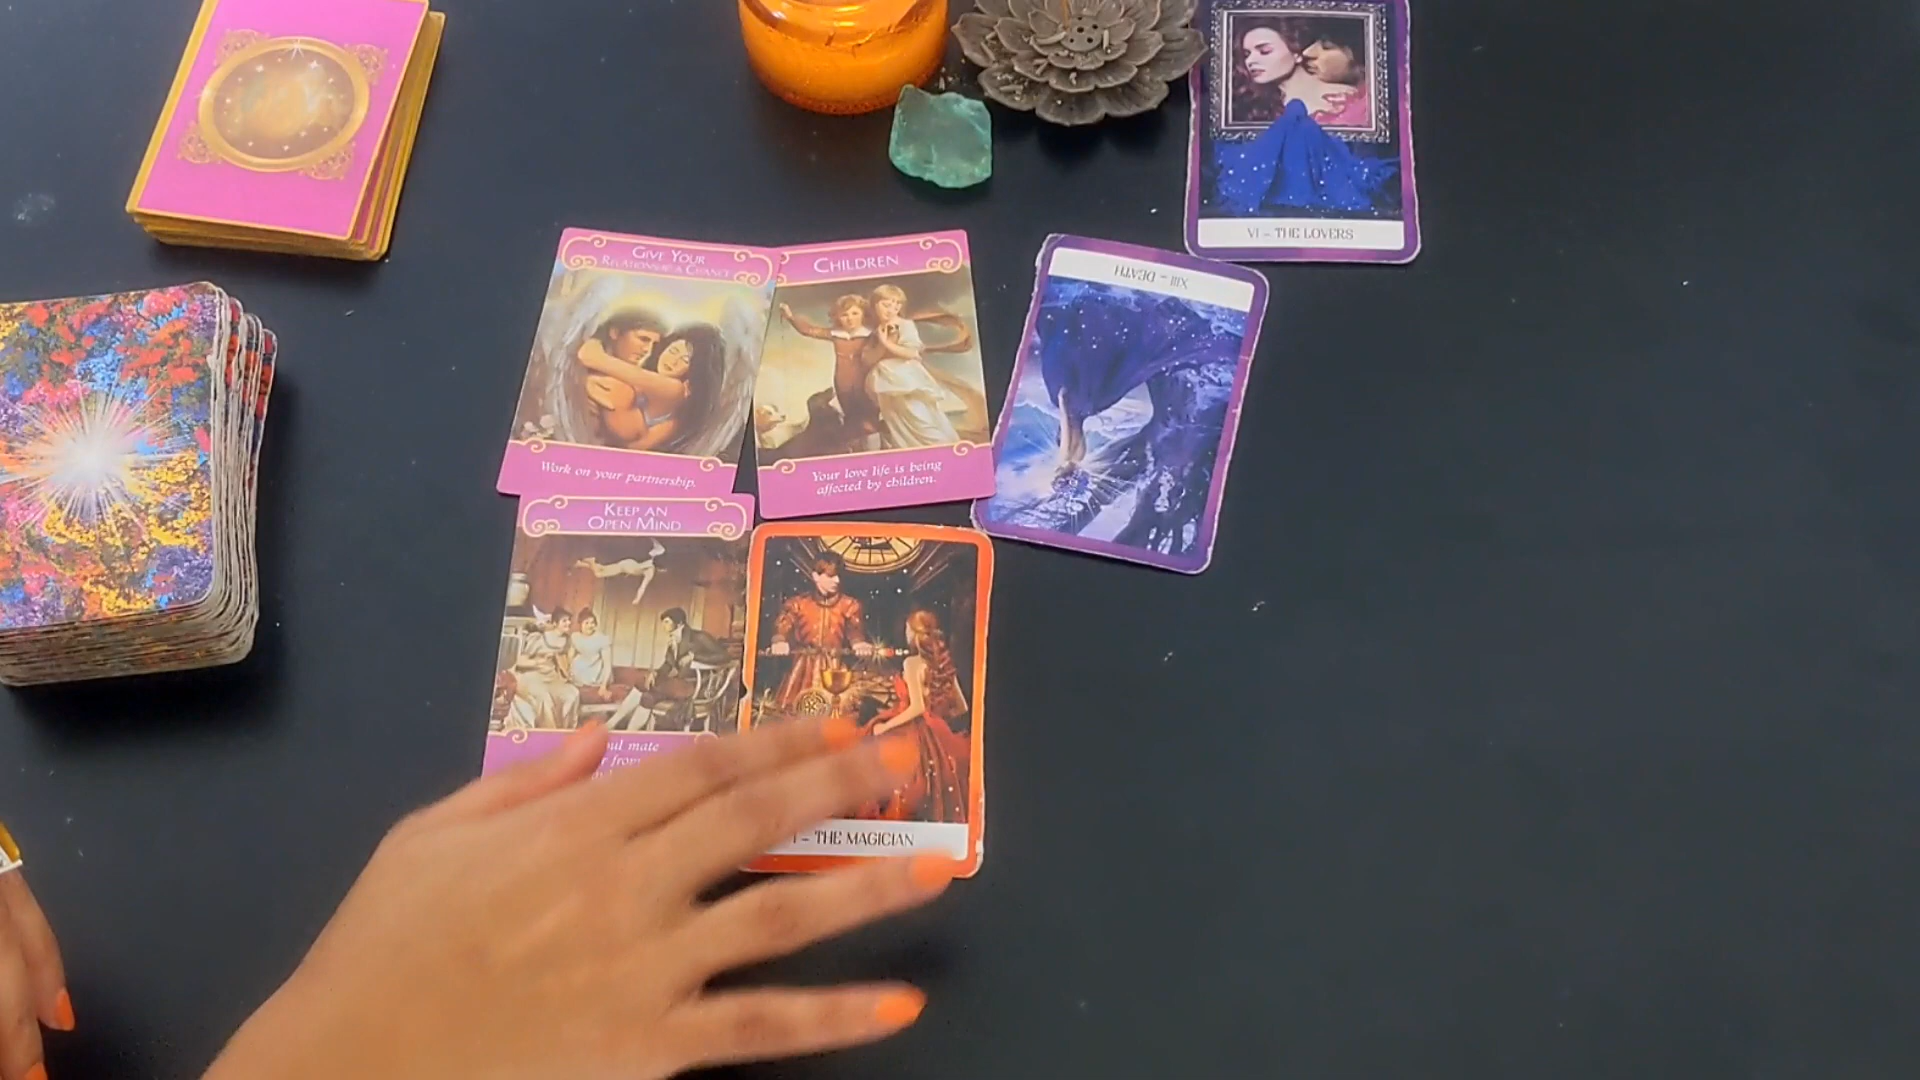 VI – THE LOVERS
GIVE YOUR
RELATIONSHIP A CHANCE
CHILDREN
XIII – DEATH
Work on your partnership.
Your love life is being
affected by children.
KEEP AN
OPEN MIND
mate
I – THE MAGICIAN